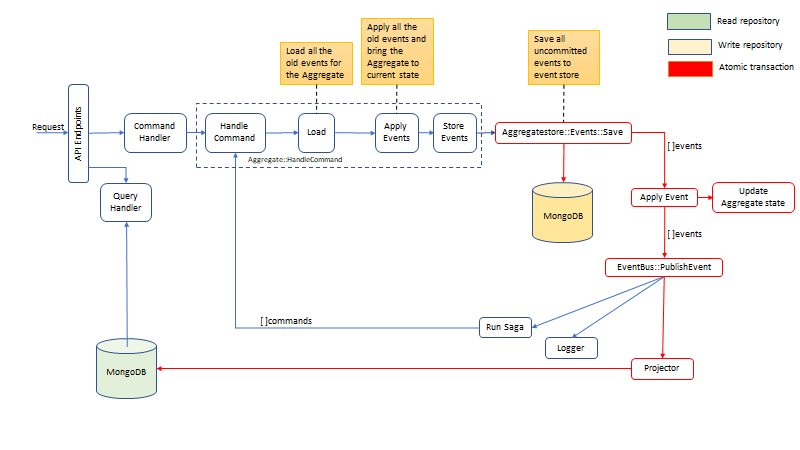 Read repository
Write repository
Atomic transaction
Load all the
old events for
the Aggregate
Apply all the
old events and
bring the
Aggregate to
current state
Save all
uncommitted
events to
event store
Request
API Endpoints
Command
Handler
Handle
Command
Load
Apply
Events
Store
Events
Aggregate::HandleCommand
Aggregatestore::Events::Save
[ ]events
Query
Handler
MongoDB
Apply Event
Update
Aggregate state
[ ]events
EventBus::PublishEvent
[ ]commands
Run Saga
Logger
MongoDB
Projector